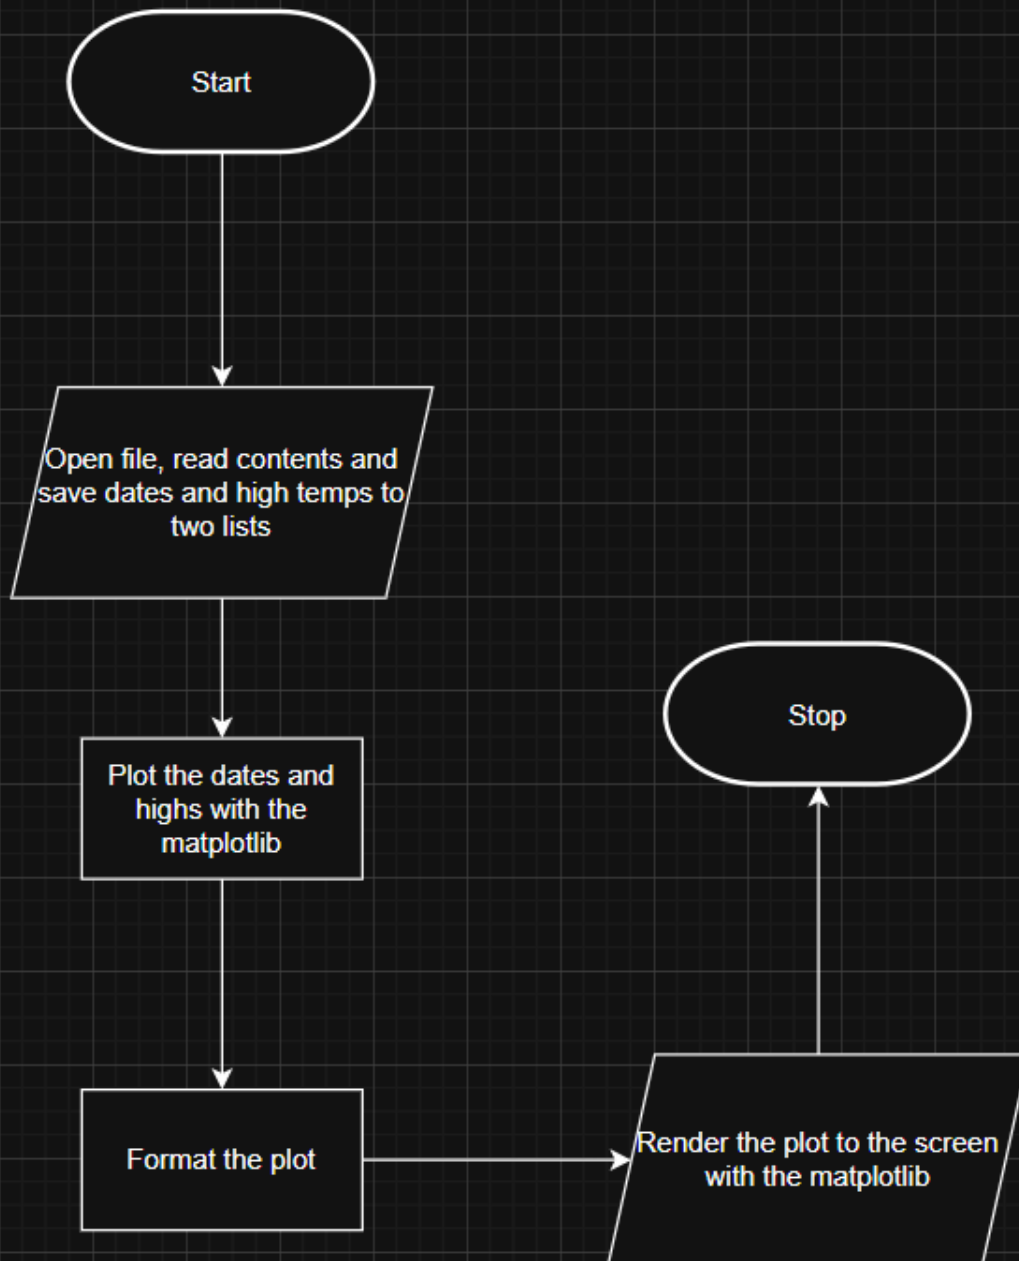 Start
Open file, read contents and
save dates and high temps to
two lists
Plot the dates and
highs with the
matplotlib
Format the plot
Render the plot to the screen
with the matplotlib
Stop